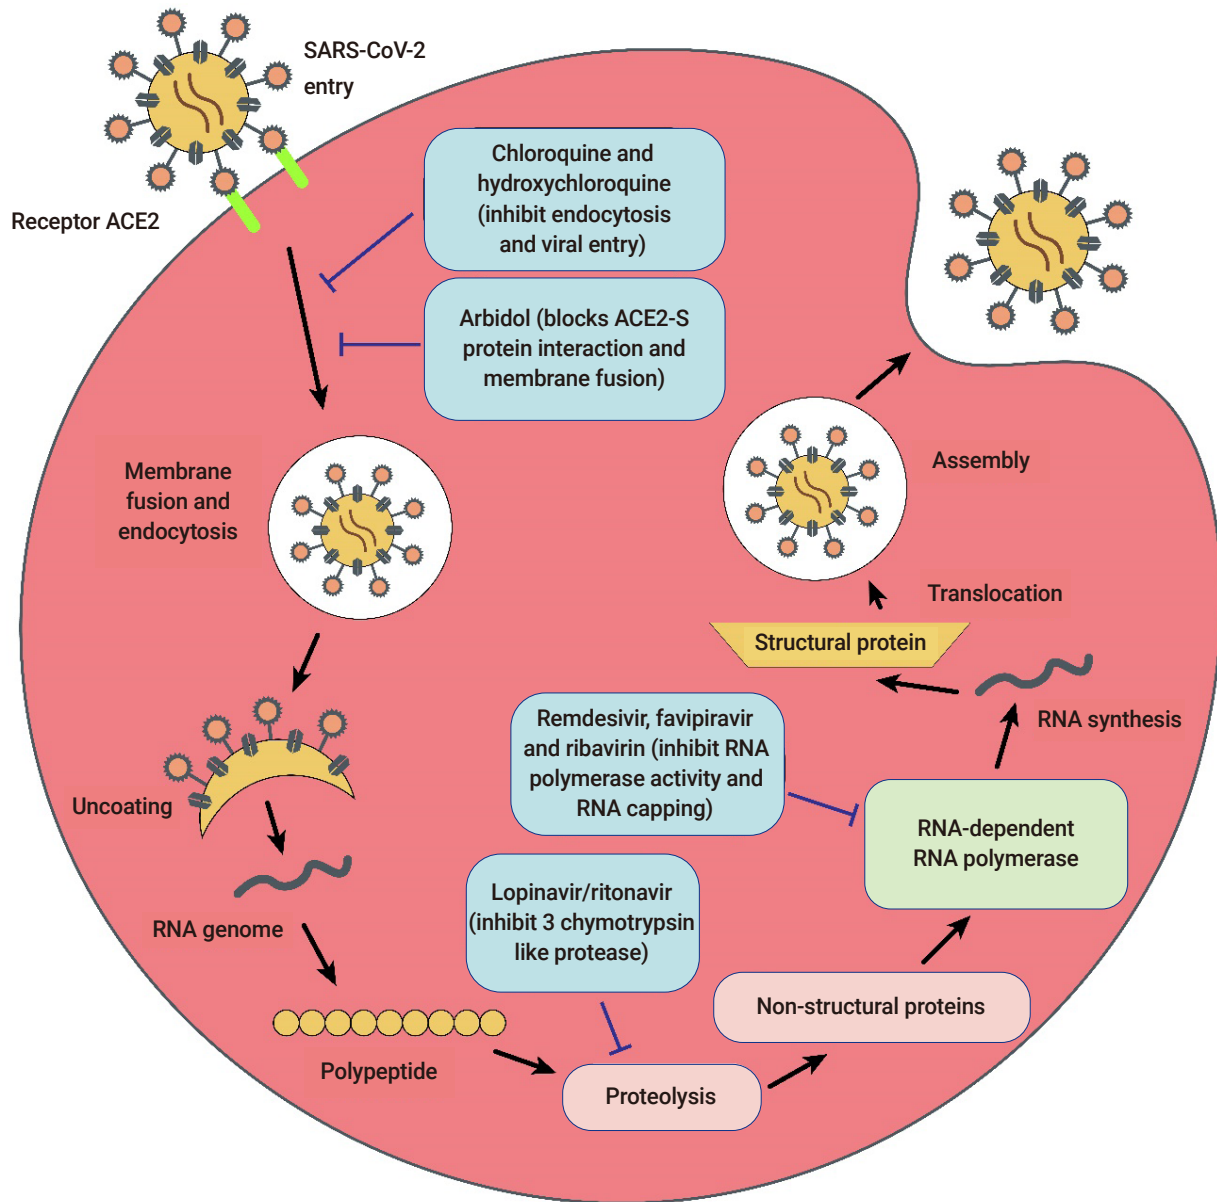 SARS-CoV-2
entry
Receptor ACE2
Chloroquine and
hydroxychloroquine
(inhibit endocytosis
and viral entry)
Arbidol (blocks ACE2-S
protein interaction and
membrane fusion)
Membrane
fusion and
endocytosis
Assembly
Translocation
Structural protein
RNA synthesis
Remdesivir, favipiravir
and ribavirin (inhibit RNA
polymerase activity and
RNA capping)
Uncoating
RNA-dependent
RNA polymerase
Lopinavir/ritonavir
(inhibit 3 chymotrypsin
like protease)
RNA genome
Non-structural proteins
Polypeptide
Proteolysis